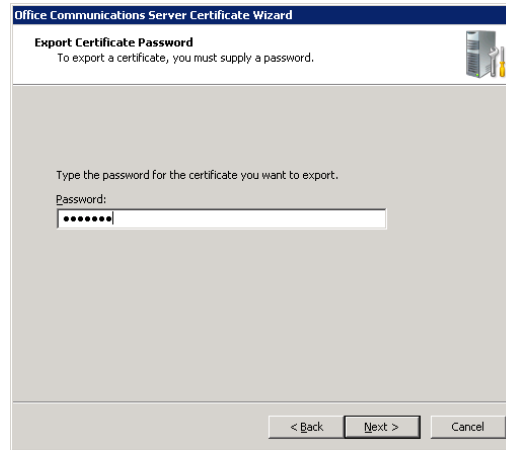 Office Communications Server Certificate Wizard
Export Certificate Password
To export a certificate, you must supply a password.
Type the password for the certificate you want to export.
Password:
●●●●●●●
< Back Next > Cancel